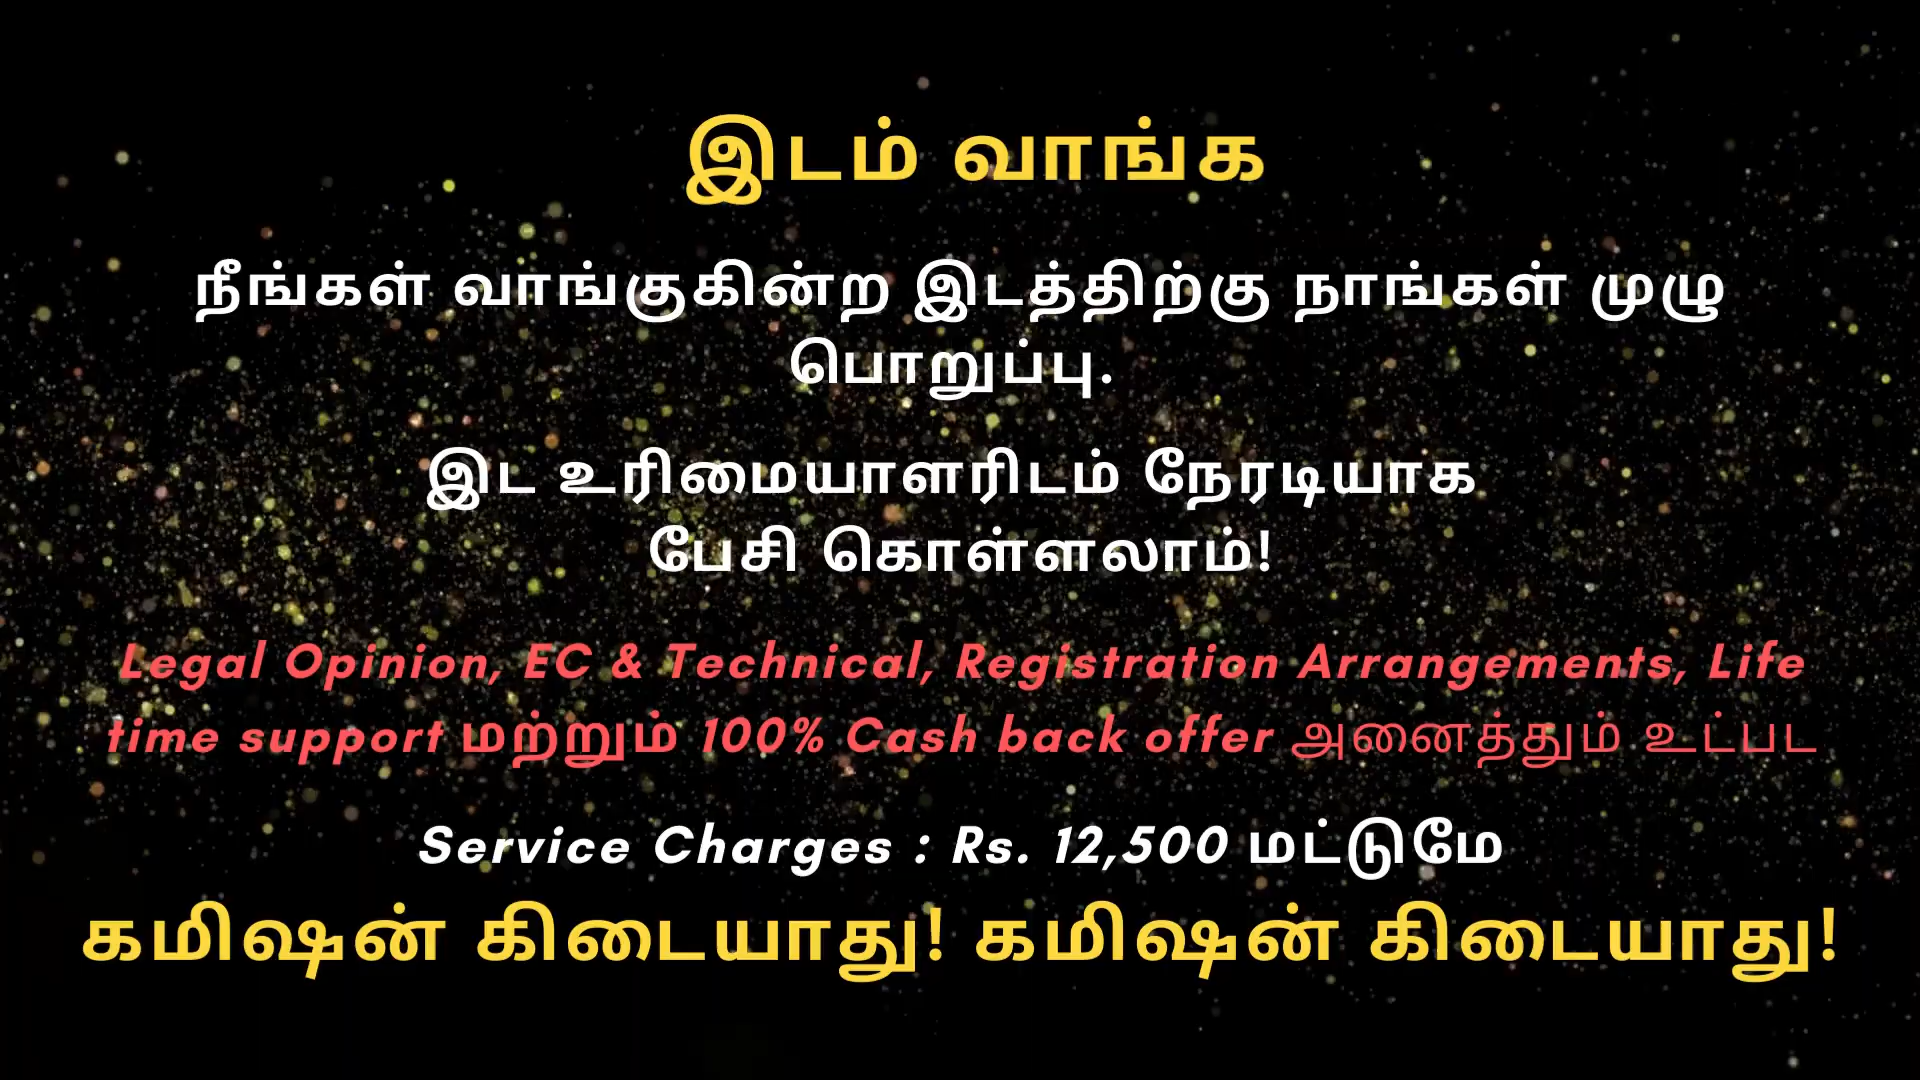 இடம் வாங்க
நீங்கள் வாங்குகின்ற இடத்திற்கு நாங்கள் முழு
பொறுப்பு.
இட உரிமையாளரிடம் நேரடியாக
பேசி கொள்ளலாம்!
Legal Opinion, EC & Technical, Registration Arrangements, Life
time support மற்றும் 100% Cash back offer அனைத்தும் உட்பட
Service Charges : Rs. 12,500 மட்டுமே
கமிஷன் கிடையாது! கமிஷன் கிடையாது!